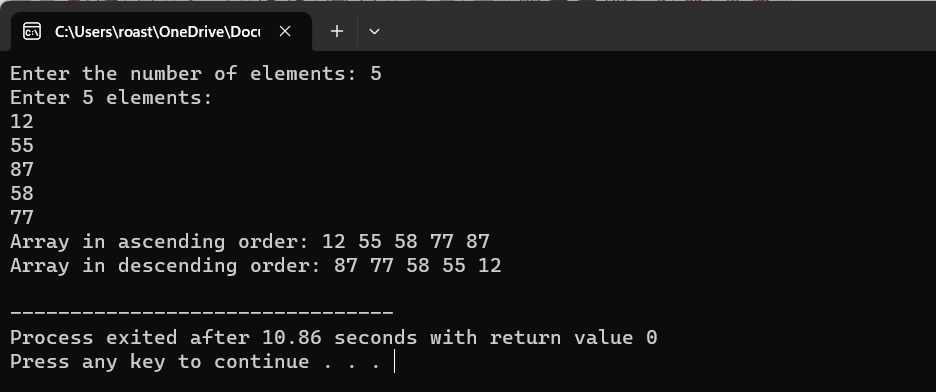 C:\Users\roast\OneDrive\Docu
Enter the number of elements: 5
Enter 5 elements:
12
55
87
58
77
Array in ascending order: 12 55 58 77 87
Array in descending order: 87 77 58 55 12
--------------------------------
Process exited after 10.86 seconds with return value 0
Press any key to continue . . .